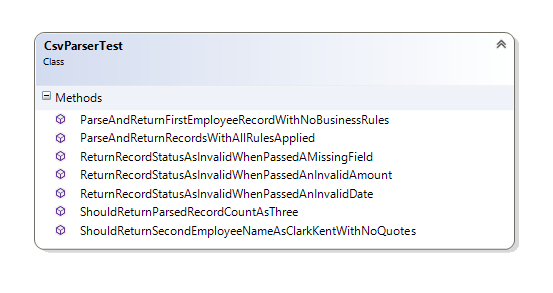 CsvParserTest
Class
Methods
ParseAndReturnFirstEmployeeRecordWithNoBusinessRules
ParseAndReturnRecordsWithAllRulesApplied
ReturnRecordStatusAsInvalidWhenPassedAMissingField
ReturnRecordStatusAsInvalidWhenPassedAnInvalidAmount
ReturnRecordStatusAsInvalidWhenPassedAnInvalidDate
ShouldReturnParsedRecordCountAsThree
ShouldReturnSecondEmployeeNameAsClarkKentWithNoQuotes